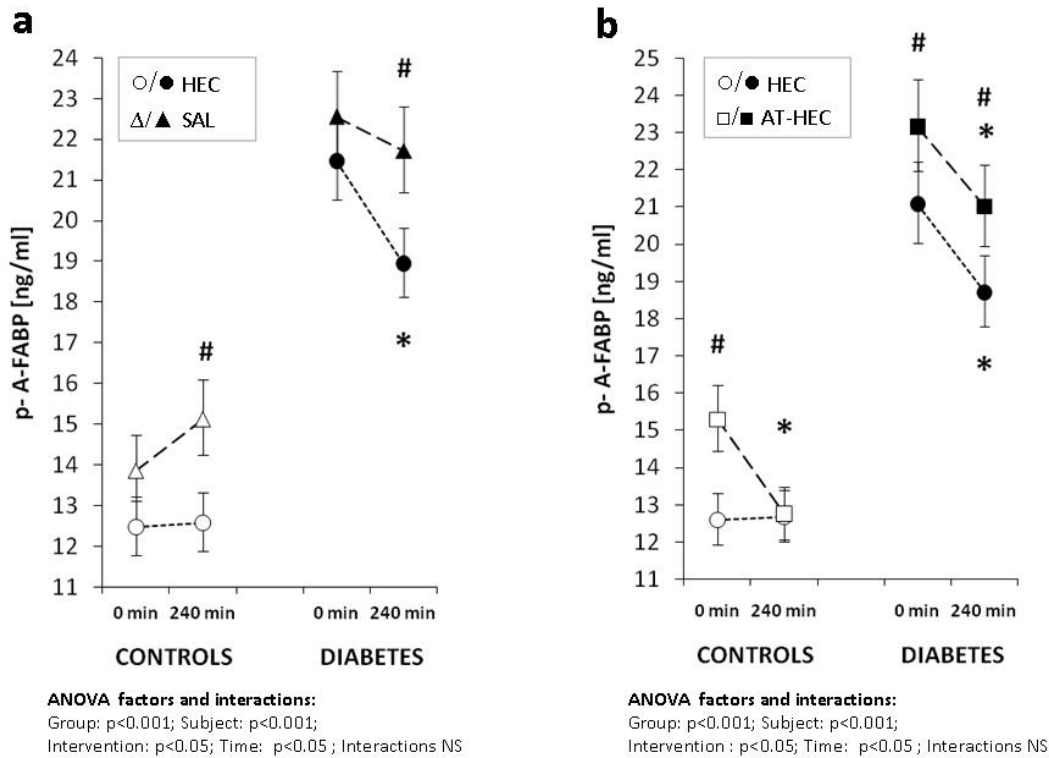 a
24
23
22
21
20
19
18
17
16
15
14
13
12
11
p- A-FABP [ng/ml]
○/● HEC
△/▲ SAL
#
#
*
0 min 240 min 0 min 240 min
CONTROLS DIABETES
ANOVA factors and interactions:
Group: p<0.001; Subject: p<0.001;
Intervention: p<0.05; Time: p<0.05 ; Interactions NS
b
25
24
23
22
21
20
19
18
17
16
15
14
13
12
11
p- A-FABP [ng/ml]
○/● HEC
□/■ AT-HEC
#
#
*
#
*
*
0 min 240 min 0 min 240 min
CONTROLS DIABETES
ANOVA factors and interactions:
Group: p<0.001; Subject: p<0.001;
Intervention : p<0.05; Time: p<0.05 ; Interactions NS